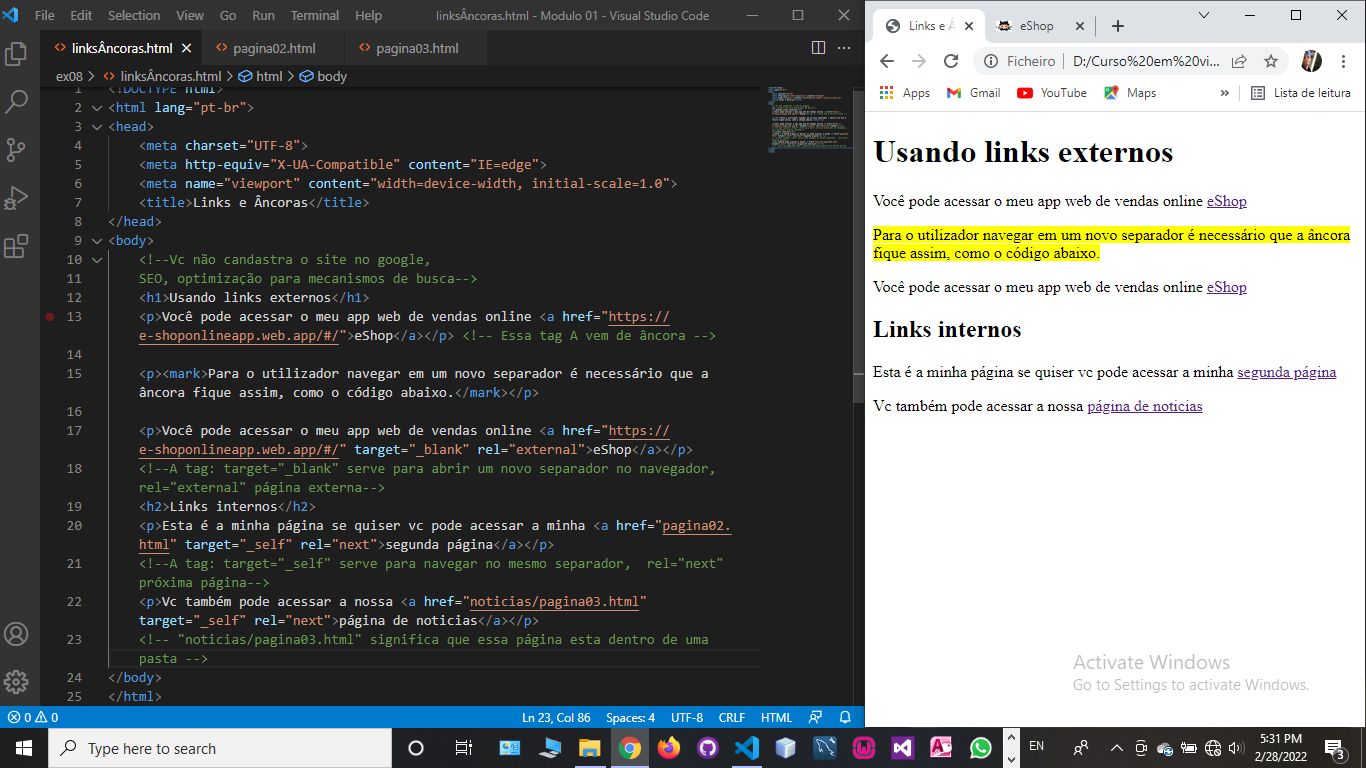 File Edit Selection View Go Run Terminal Help linksÂncoras.html - Modulo 01 - Visual Studio Code
linksÂncoras.html pagina02.html pagina03.html
ex08 > linksÂncoras.html > html > body
1 <!DOCTYPE html>
2 <html lang="pt-br">
3 <head>
4 <meta charset="UTF-8">
5 <meta http-equiv="X-UA-Compatible" content="IE=edge">
6 <meta name="viewport" content="width=device-width, initial-scale=1.0">
7 <title>Links e Âncoras</title>
8 </head>
9 <body>
10 <!--Vc não candastra o site no google,
11 SEO, optimização para mecanismos de busca-->
12 <h1>Usando links externos</h1>
13 <p>Você pode acessar o meu app web de vendas online <a href="https://
e-shoponlineapp.web.app/#/">eShop</a></p> <!-- Essa tag A vem de âncora -->
14
15 <p><mark>Para o utilizador navegar em um novo separador é necessário que a
âncora fique assim, como o código abaixo.</mark></p>
16
17 <p>Você pode acessar o meu app web de vendas online <a href="https://
e-shoponlineapp.web.app/#/" target="_blank" rel="external">eShop</a></p>
18 <!--A tag: target="_blank" serve para abrir um novo separador no navegador,
rel="external" página externa-->
19 <h2>Links internos</h2>
20 <p>Esta é a minha página se quiser vc pode acessar a minha <a href="pagina02.
html" target="_self" rel="next">segunda página</a></p>
21 <!--A tag: target="_self" serve para navegar no mesmo separador,  rel="next"
próxima página-->
22 <p>Vc também pode acessar a nossa <a href="noticias/pagina03.html"
target="_self" rel="next">página de noticias</a></p>
23 <!-- "noticias/pagina03.html" significa que essa página esta dentro de uma
pasta -->
24 </body>
25 </html>
0 0 Ln 23, Col 86 Spaces: 4 UTF-8 CRLF HTML
Links e  eShop
Ficheiro | D:/Curso%20em%20vi...
Apps Gmail YouTube Maps » Lista de leitura
Usando links externos
Você pode acessar o meu app web de vendas online eShop
Para o utilizador navegar em um novo separador é necessário que a âncora
fique assim, como o código abaixo.
Você pode acessar o meu app web de vendas online eShop
Links internos
Esta é a minha página se quiser vc pode acessar a minha segunda página
Vc também pode acessar a nossa página de noticias
Activate Windows
Go to Settings to activate Windows.
Type here to search
EN
5:31 PM
2/28/2022
3